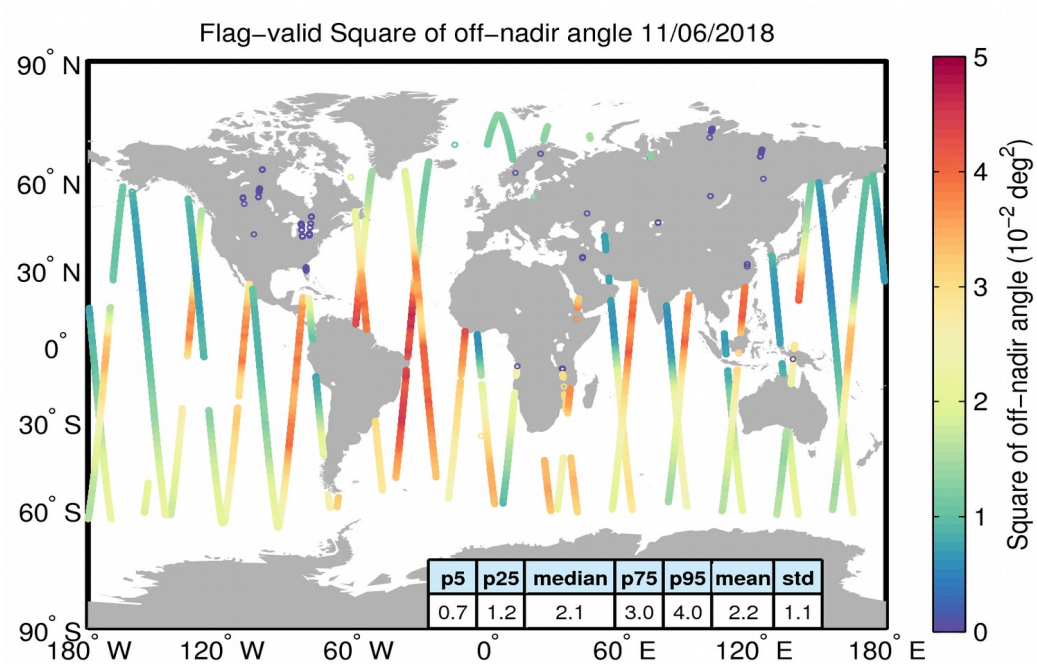 Flag−valid Square of off−nadir angle 11/06/2018
90° N
60° N
30° N
0°
30° S
60° S
90° S
180° W
120° W
60° W
0°
60° E
120° E
180° E
p5 p25 median p75 p95 mean std
0.7 1.2 2.1 3.0 4.0 2.2 1.1
5
4
3
2
1
0
Square of off−nadir angle (10⁻² deg²)